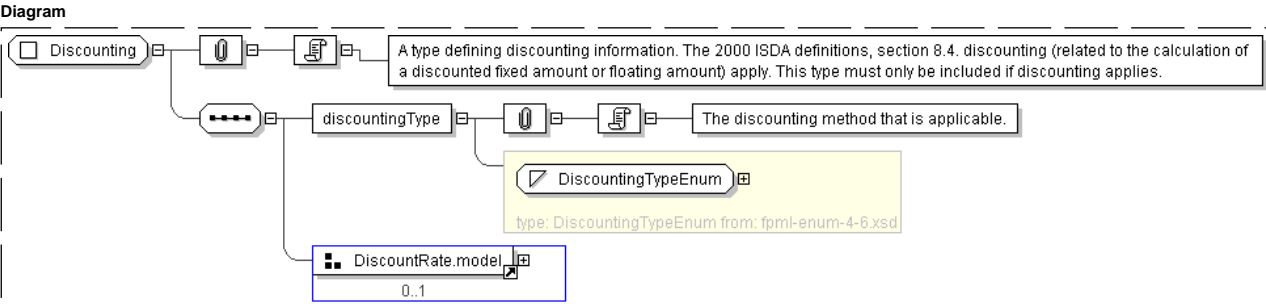 Diagram
Discounting
A type defining discounting information. The 2000 ISDA definitions, section 8.4. discounting (related to the calculation of
a discounted fixed amount or floating amount) apply. This type must only be included if discounting applies.
discountingType
The discounting method that is applicable.
DiscountingTypeEnum
type: DiscountingTypeEnum from: fpml-enum-4-6.xsd
DiscountRate.model
0..1